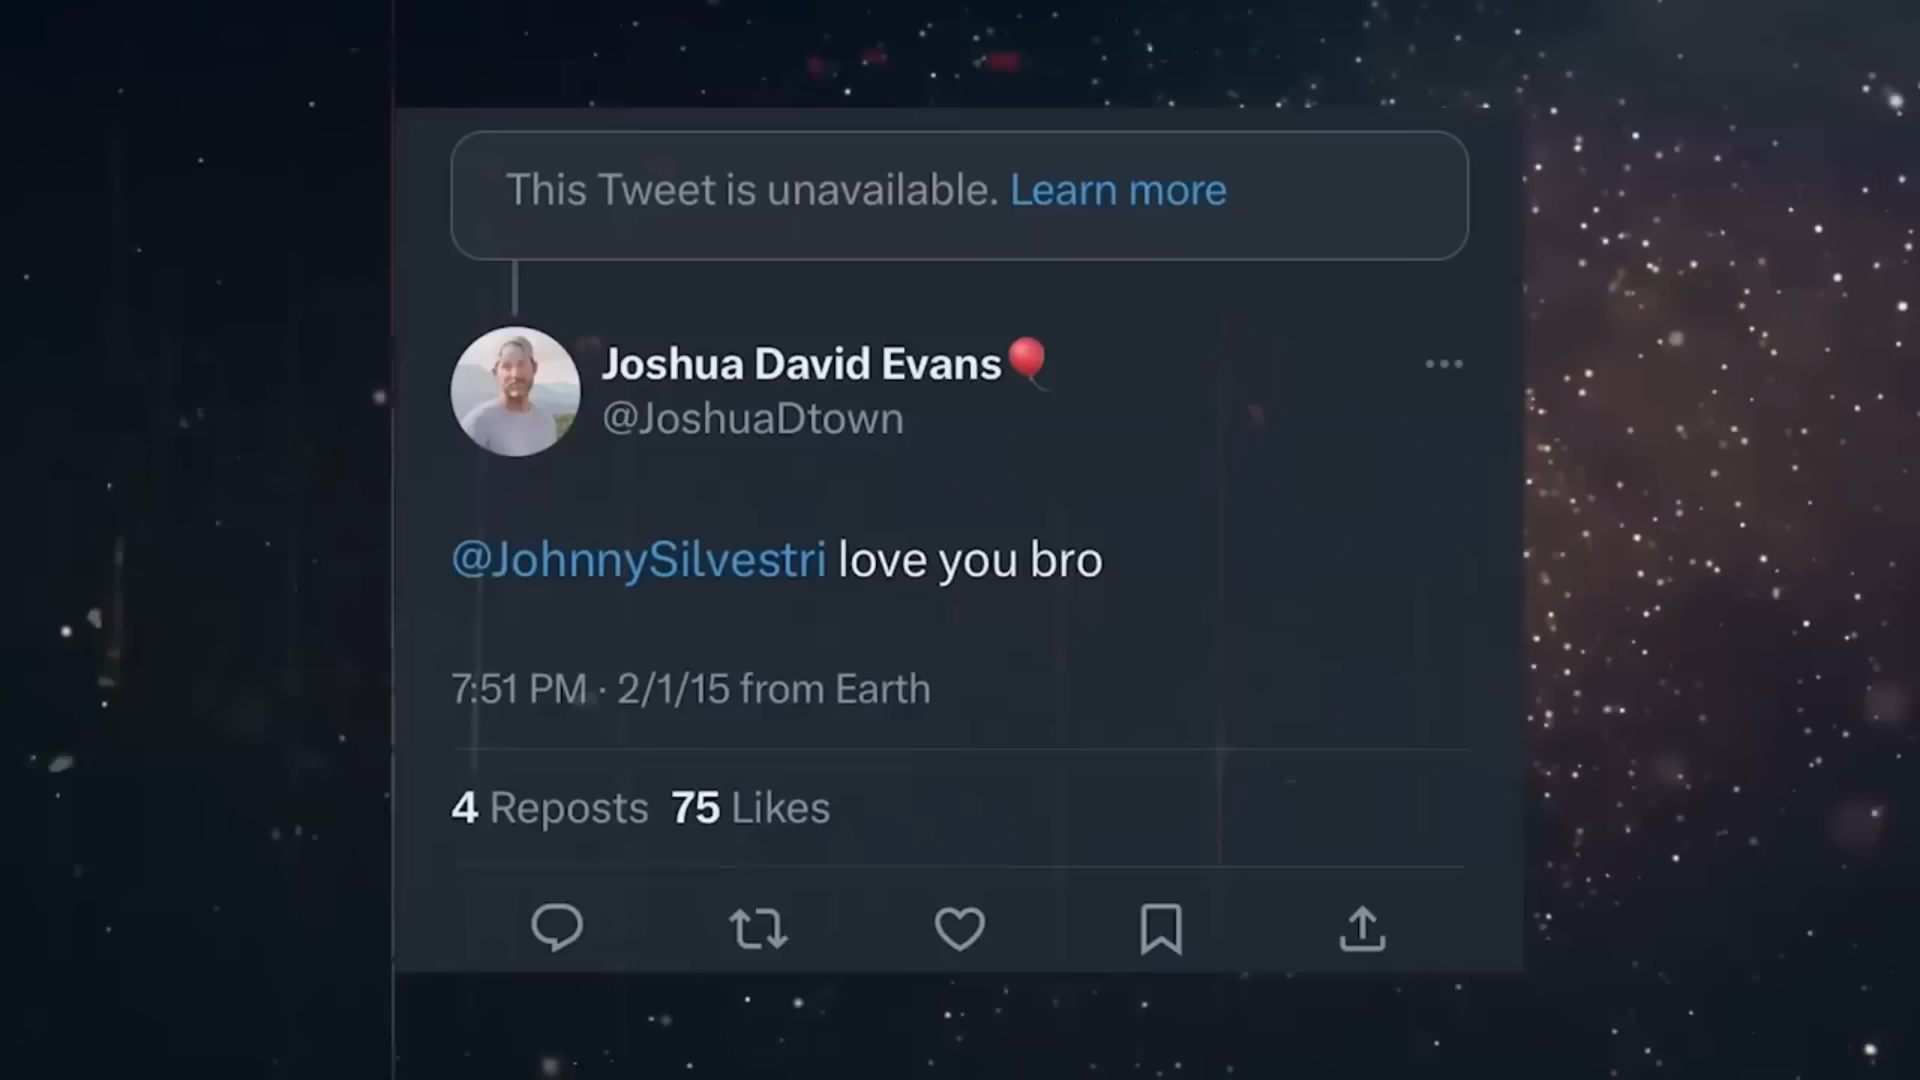 This Tweet is unavailable. Learn more
Joshua David Evans🎈
@JoshuaDtown
@JohnnySilvestri love you bro
7:51 PM · 2/1/15 from Earth
4 Reposts 75 Likes